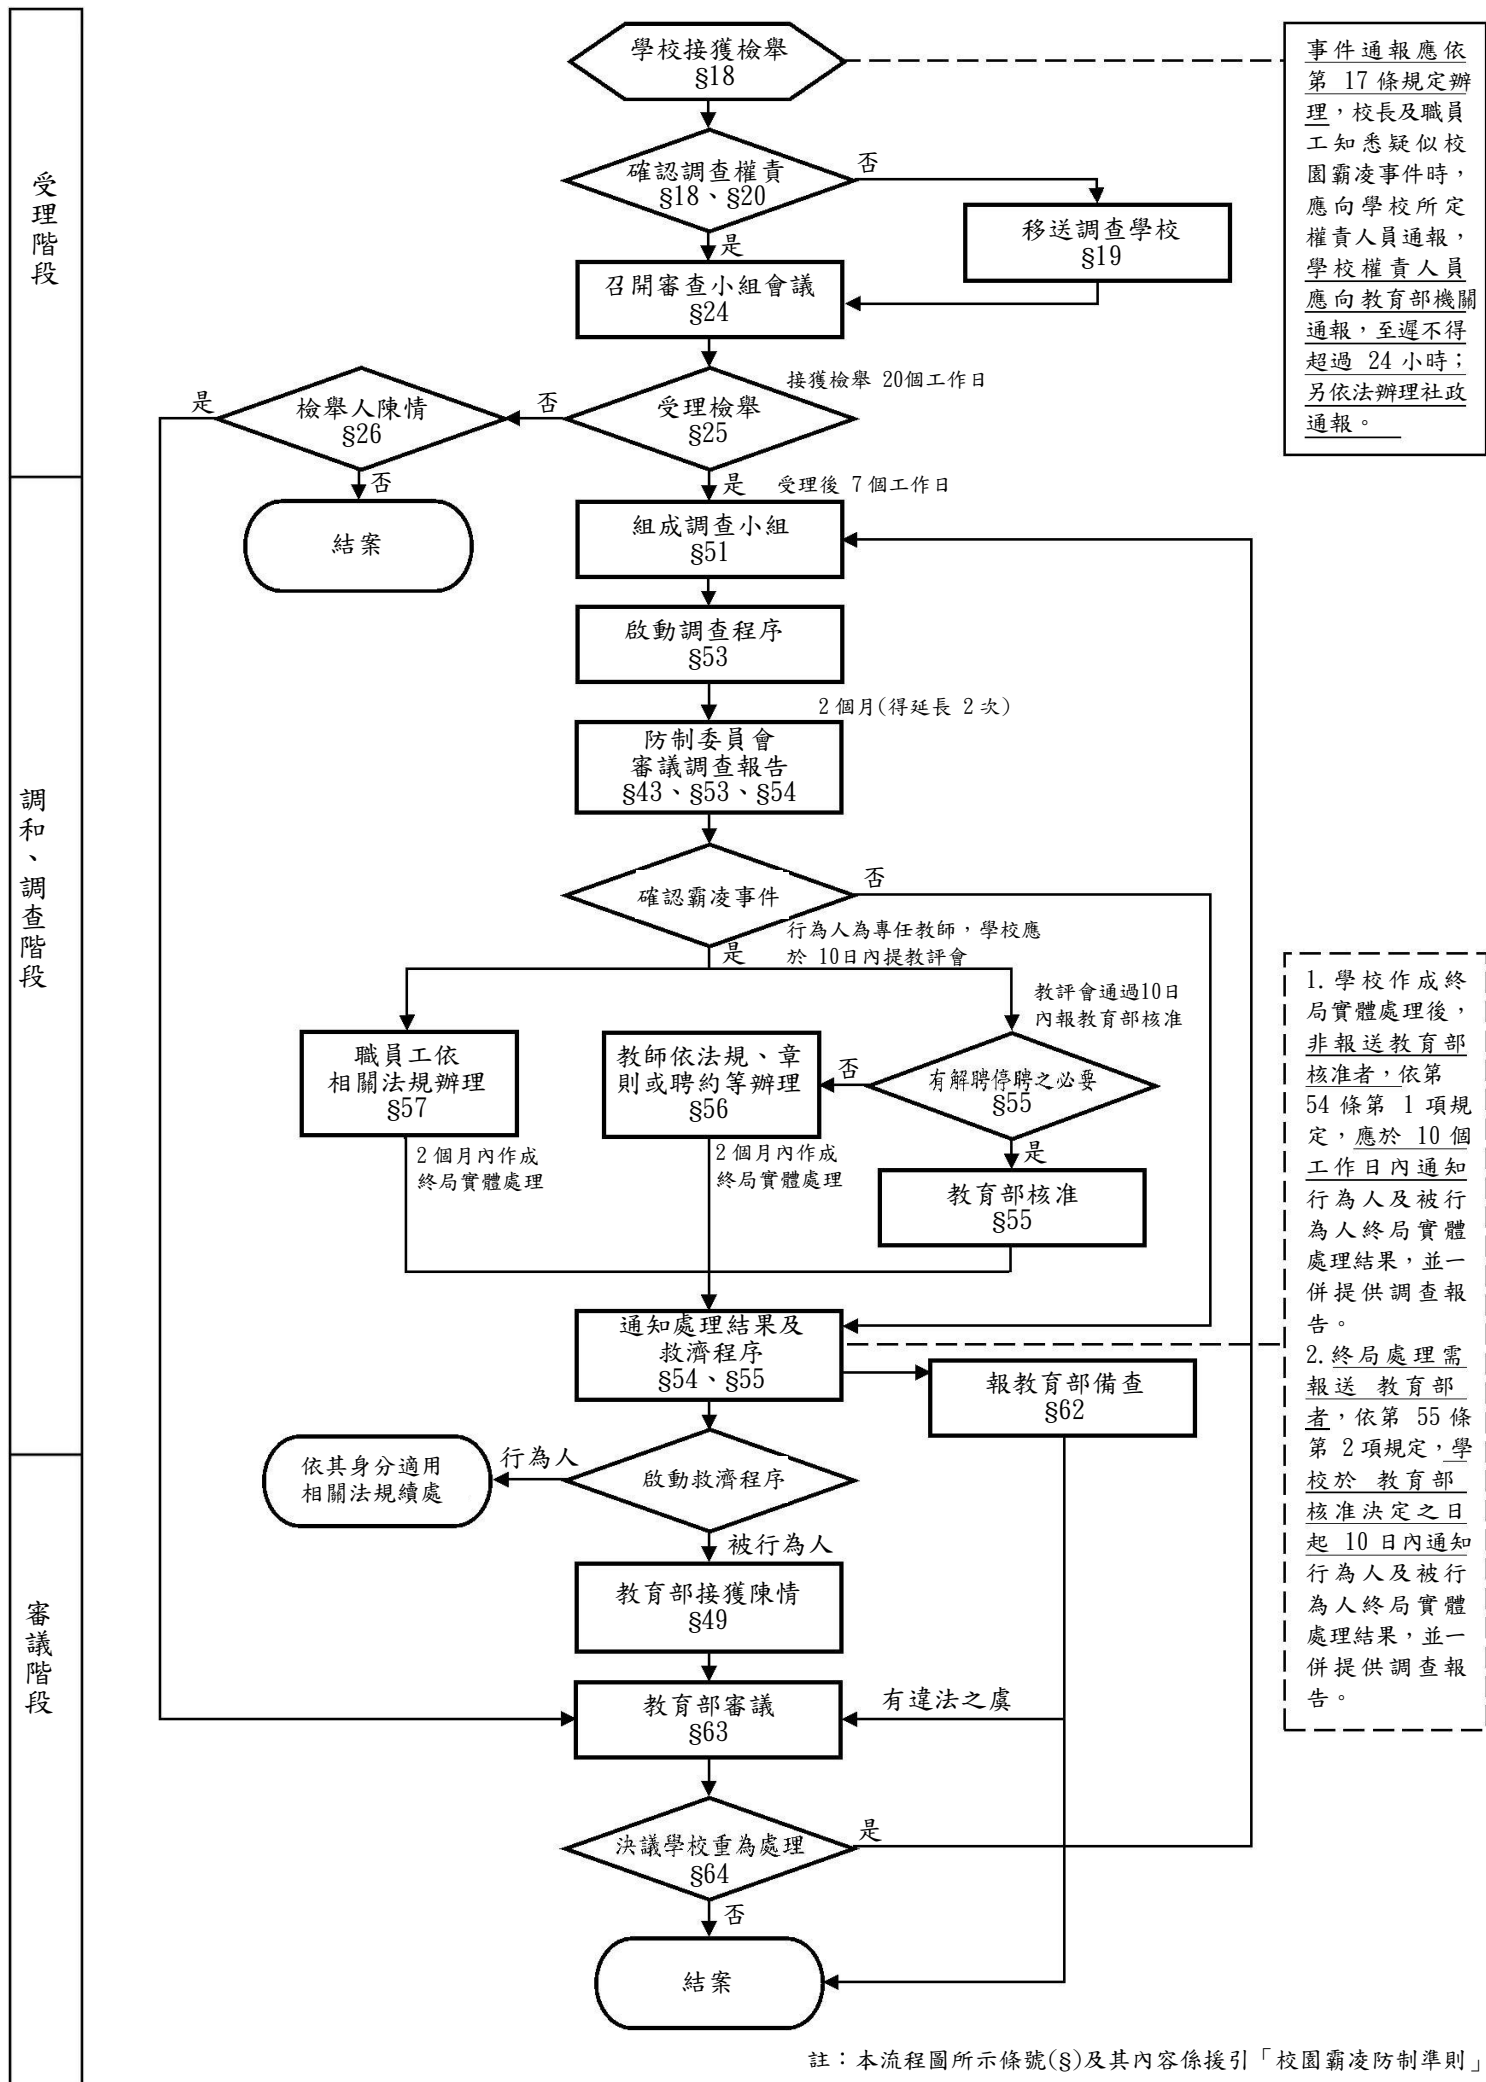 受理階段
調和、調查階段
審議階段
學校接獲檢舉
§18
事件通報應依
第 17 條規定辦
理，校長及職員
工知悉疑似校
園霸凌事件時，
應向學校所定
權責人員通報，
學校權責人員
應向教育部機關
通報，至遲不得
超過 24 小時；
另依法辦理社政
通報。
確認調查權責
§18、§20
否
移送調查學校
§19
是
召開審查小組會議
§24
接獲檢舉 20個工作日
受理檢舉
§25
否
檢舉人陳情
§26
是
否
結案
是
受理後 7 個工作日
組成調查小組
§51
啟動調查程序
§53
2 個月(得延長 2 次)
防制委員會
審議調查報告
§43、§53、§54
確認霸凌事件
否
是
行為人為專任教師，學校應
於 10日內提教評會
教評會通過10日
內報教育部核准
職員工依
相關法規辦理
§57
教師依法規、章
則或聘約等辦理
§56
否
有解聘停聘之必要
§55
是
2 個月內作成
終局實體處理
2 個月內作成
終局實體處理
教育部核准
§55
通知處理結果及
救濟程序
§54、§55
報教育部備查
§62
1. 學校作成終
局實體處理後，
非報送教育部
核准者，依第
54 條第 1 項規
定，應於 10 個
工作日內通知
行為人及被行
為人終局實體
處理結果，並一
併提供調查報
告。
2. 終局處理需
報送 教育部
者，依第 55 條
第 2 項規定，學
校於 教育部
核准決定之日
起 10 日內通知
行為人及被行
為人終局實體
處理結果，並一
併提供調查報
告。
啟動救濟程序
行為人
依其身分適用
相關法規續處
被行為人
教育部接獲陳情
§49
教育部審議
§63
有違法之虞
決議學校重為處理
§64
是
否
結案
註：本流程圖所示條號(§)及其內容係援引「校園霸凌防制準則」